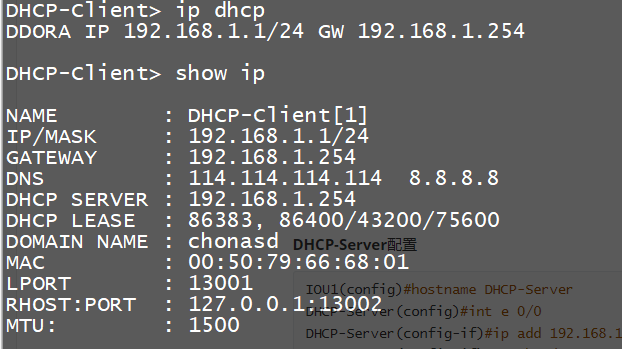 DHCP-Client> ip dhcp
DDORA IP 192.168.1.1/24 GW 192.168.1.254
DHCP-Client> show ip
NAME : DHCP-Client[1]
IP/MASK : 192.168.1.1/24
GATEWAY : 192.168.1.254
DNS : 114.114.114.114 8.8.8.8
DHCP SERVER : 192.168.1.254
DHCP LEASE : 86383, 86400/43200/75600
DOMAIN NAME : chonasd
MAC : 00:50:79:66:68:01
LPORT : 13001
RHOST:PORT : 127.0.0.1:13002
MTU: : 1500
DHCP-Server配置
IOU1(config)#hostname DHCP-Server
DHCP-Server(config)#int e 0/0
DHCP-Server(config-if)#ip add 192.168.1